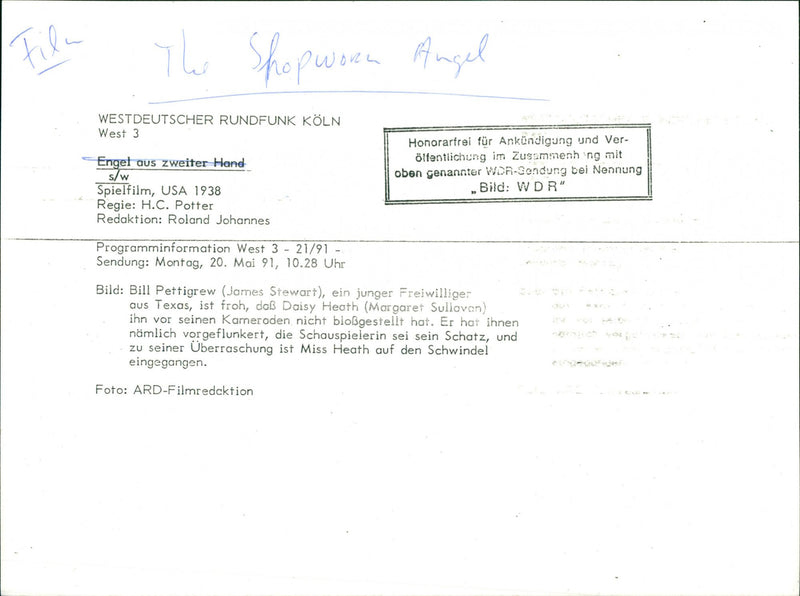 Film
The Shopworn Angel
WESTDEUTSCHER RUNDFUNK KÖLN
West 3
Engel aus zweiter Hand
s/w
Spielfilm, USA 1938
Regie: H.C. Potter
Redaktion: Roland Johannes
Honorarfrei für Ankündigung und Ver-
öffentlichung im Zusammenh ng mit
oben genannter WDR-Sendung bei Nennung
„Bild: WDR"
Programminformation West 3 - 21/91 -
Sendung: Montag, 20. Mai 91, 10.28 Uhr
Bild: Bill Pettigrew (James Stewart), ein junger Freiwilliger
aus Texas, ist froh, daß Daisy Heath (Margaret Sullavan)
ihn vor seinen Kameraden nicht bloßgestellt hat. Er hat ihnen
nämlich vorgeflunkert, die Schauspielerin sei sein Schatz, und
zu seiner Überraschung ist Miss Heath auf den Schwindel
eingegangen.
Foto: ARD-Filmredaktion